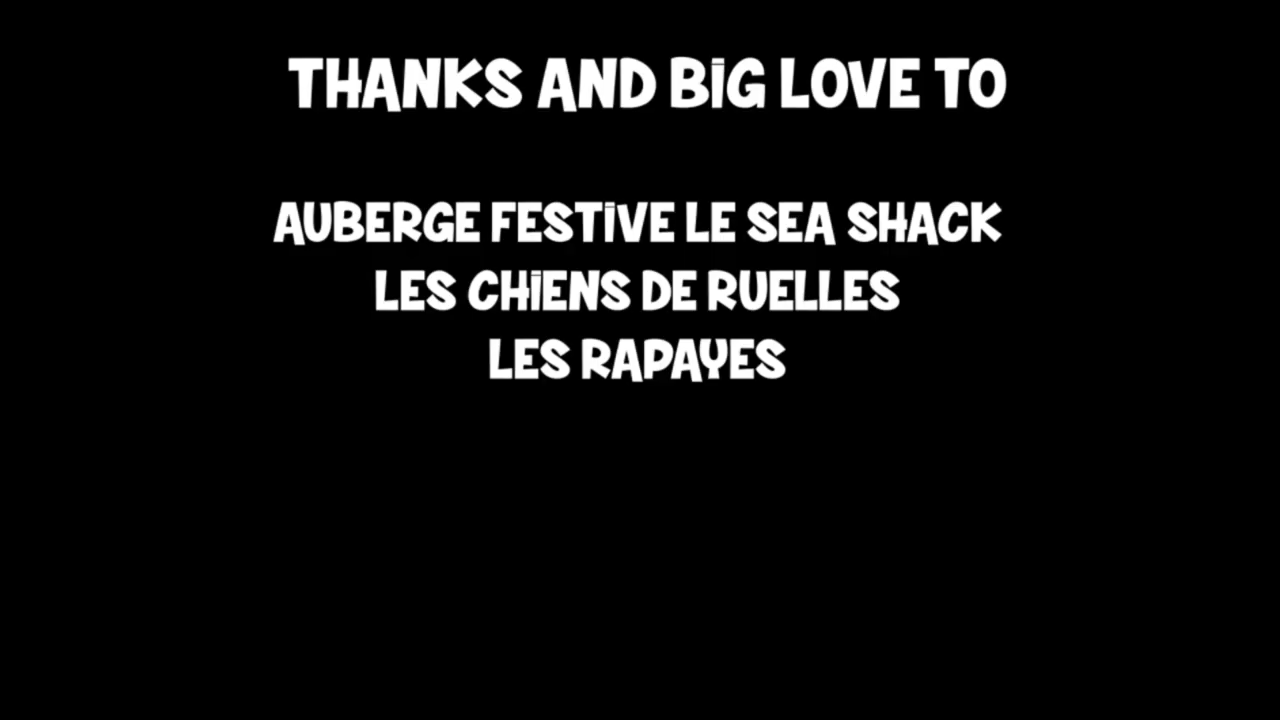 THANKS AND BiG LOVE TO
AUBERGE FESTiVE LE SEA SHACK
LES CHiENS DE RUELLES
LES RAPAYES